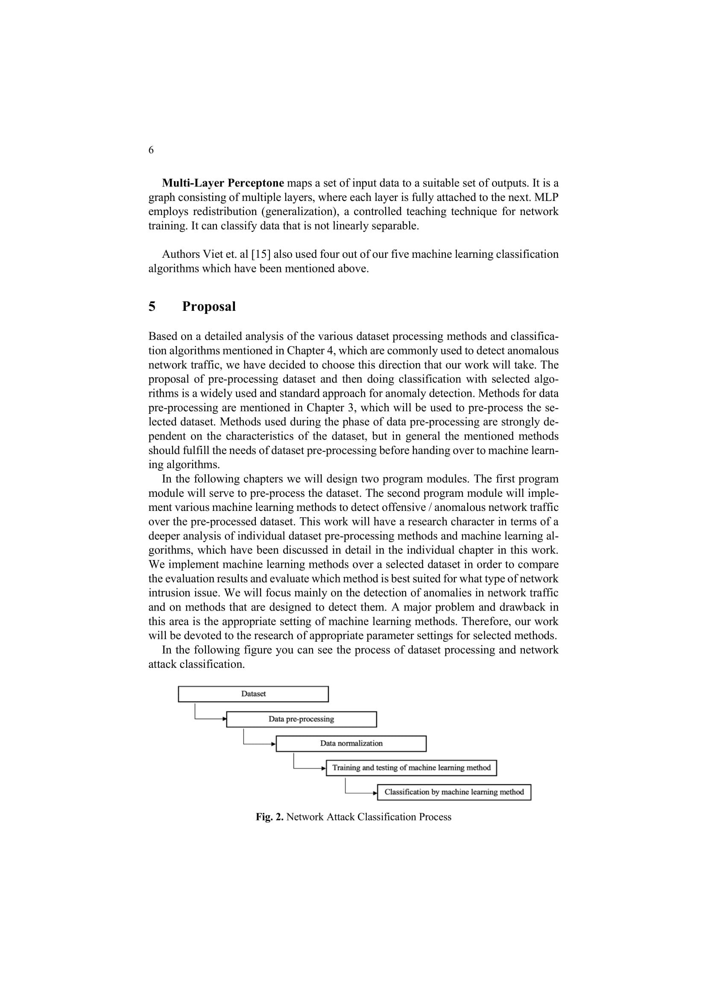 6
Multi-Layer Perceptone maps a set of input data to a suitable set of outputs. It is a
graph consisting of multiple layers, where each layer is fully attached to the next. MLP
employs redistribution (generalization), a controlled teaching technique for network
training. It can classify data that is not linearly separable.
Authors Viet et. al [15] also used four out of our five machine learning classification
algorithms which have been mentioned above.
5 Proposal
Based on a detailed analysis of the various dataset processing methods and classifica-
tion algorithms mentioned in Chapter 4, which are commonly used to detect anomalous
network traffic, we have decided to choose this direction that our work will take. The
proposal of pre-processing dataset and then doing classification with selected algo-
rithms is a widely used and standard approach for anomaly detection. Methods for data
pre-processing are mentioned in Chapter 3, which will be used to pre-process the se-
lected dataset. Methods used during the phase of data pre-processing are strongly de-
pendent on the characteristics of the dataset, but in general the mentioned methods
should fulfill the needs of dataset pre-processing before handing over to machine learn-
ing algorithms.
In the following chapters we will design two program modules. The first program
module will serve to pre-process the dataset. The second program module will imple-
ment various machine learning methods to detect offensive / anomalous network traffic
over the pre-processed dataset. This work will have a research character in terms of a
deeper analysis of individual dataset pre-processing methods and machine learning al-
gorithms, which have been discussed in detail in the individual chapter in this work.
We implement machine learning methods over a selected dataset in order to compare
the evaluation results and evaluate which method is best suited for what type of network
intrusion issue. We will focus mainly on the detection of anomalies in network traffic
and on methods that are designed to detect them. A major problem and drawback in
this area is the appropriate setting of machine learning methods. Therefore, our work
will be devoted to the research of appropriate parameter settings for selected methods.
In the following figure you can see the process of dataset processing and network
attack classification.
Dataset
Data pre-processing
Data normalization
Training and testing of machine learning method
Classification by machine learning method
Fig. 2. Network Attack Classification Process